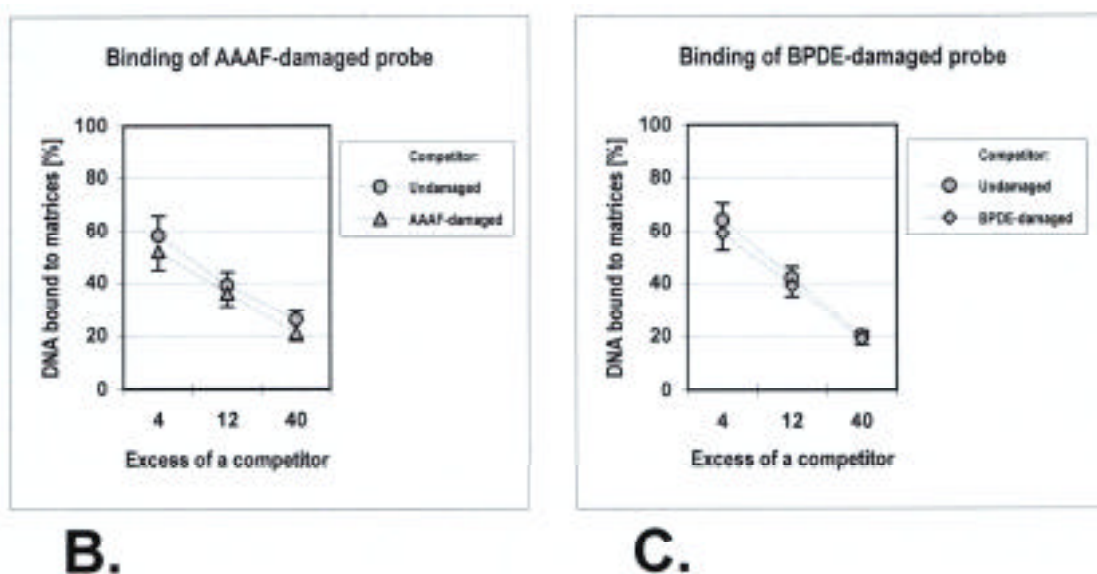 Binding of AAAF-damaged probe
DNA bound to matrices [%]
100
80
60
40
20
0
4 12 40
Excess of a competitor
Competitor:
Undamaged
AAAF-damaged
B.
Binding of BPDE-damaged probe
DNA bound to matrices [%]
100
80
60
40
20
0
4 12 40
Excess of a competitor
Competitor:
Undamaged
BPDE-damaged
C.